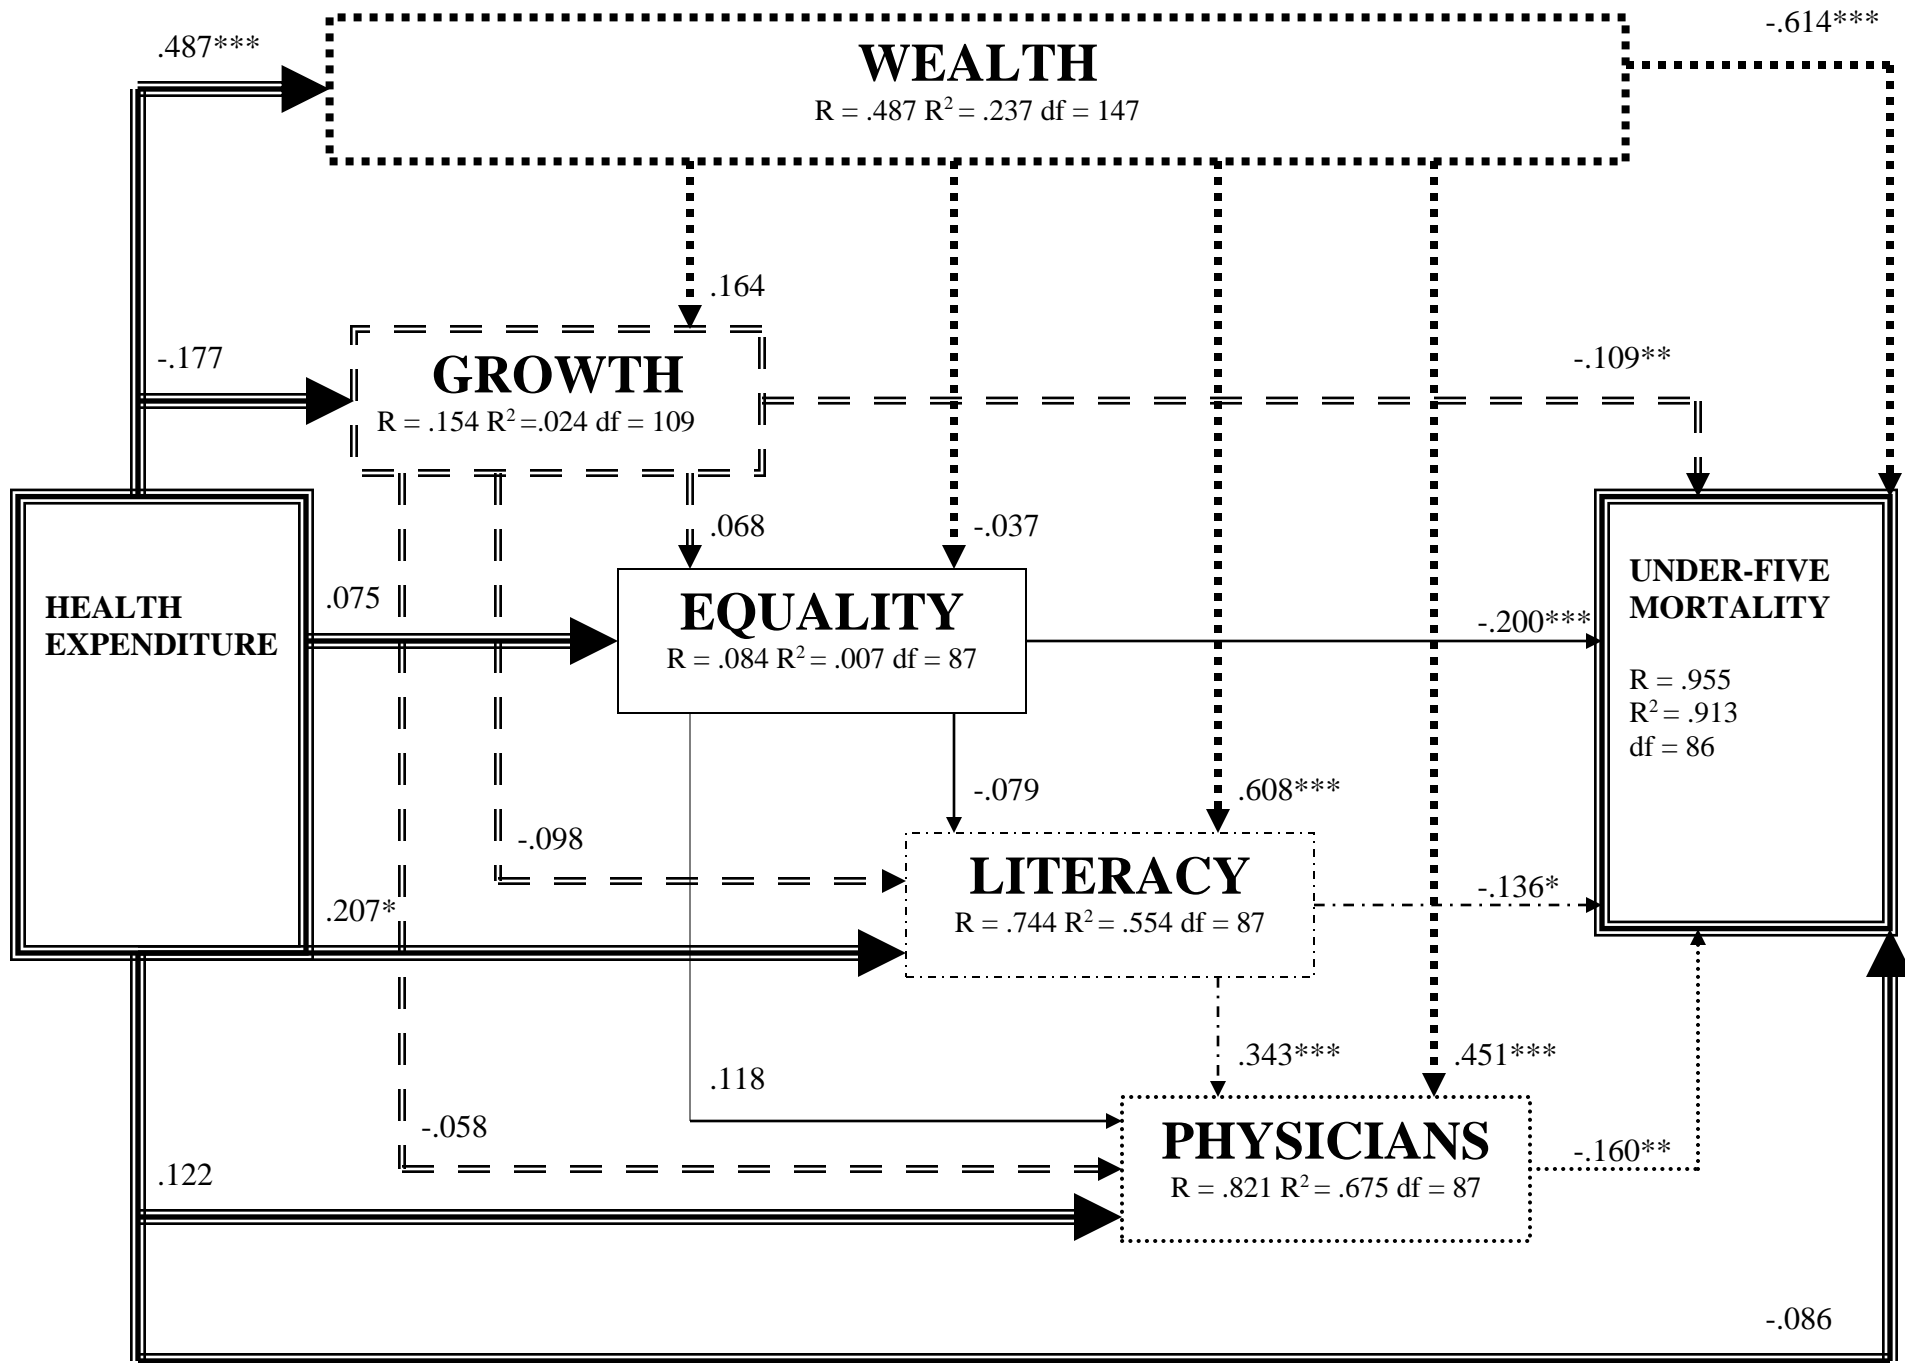 .487***
-.614***
WEALTH
R = .487 R² = .237 df = 147
.164
-.177
GROWTH
R = .154 R² =.024 df = 109
-.109**
.068
-.037
HEALTH
EXPENDITURE
.075
EQUALITY
R = .084 R² = .007 df = 87
-.200***
UNDER-FIVE
MORTALITY
R = .955
R² = .913
df = 86
-.079
.608***
-.098
LITERACY
R = .744 R² = .554 df = 87
-.136*
.207*
.343***
.451***
.118
-.058
PHYSICIANS
R = .821 R² = .675 df = 87
-.160**
.122
-.086